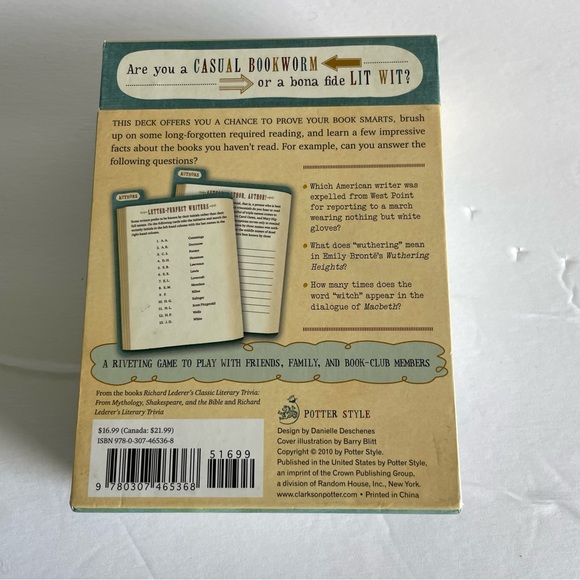 Are you a CASUAL BOOKWORM
or a bona fide LIT WIT?
THIS DECK OFFERS YOU A CHANCE TO PROVE YOUR BOOK SMARTS, brush
up on some long-forgotten required reading, and learn a few impressive
facts about the books you haven't read. For example, can you answer the
following questions?
AUTHORS
LETTER-PERFECT WRITERS
AUTHORS
AUTHOR!
Which American writer was
expelled from West Point
for reporting to a march
wearing nothing but white
gloves?
What does "wuthering" mean
in Emily Brontë's Wuthering
Heights?
How many times does the
word "witch" appear in the
dialogue of Macbeth?
A RIVETING GAME TO PLAY WITH FRIENDS, FAMILY, AND BOOK-CLUB MEMBERS
From the books Richard Lederer's Classic Literary Trivia:
From Mythology, Shakespeare, and the Bible and Richard
Lederer's Literary Trivia
$16.99 (Canada: $21.99)
ISBN 978-0-307-46536-8
51699
9 780307 465368
POTTER STYLE
Design by Danielle Deschenes
Cover illustration by Barry Blitt
Copyright © 2010 by Potter Style.
Published in the United States by Potter Style,
an imprint of the Crown Publishing Group,
a division of Random House, Inc., New York.
www.clarksonpotter.com • Printed in China